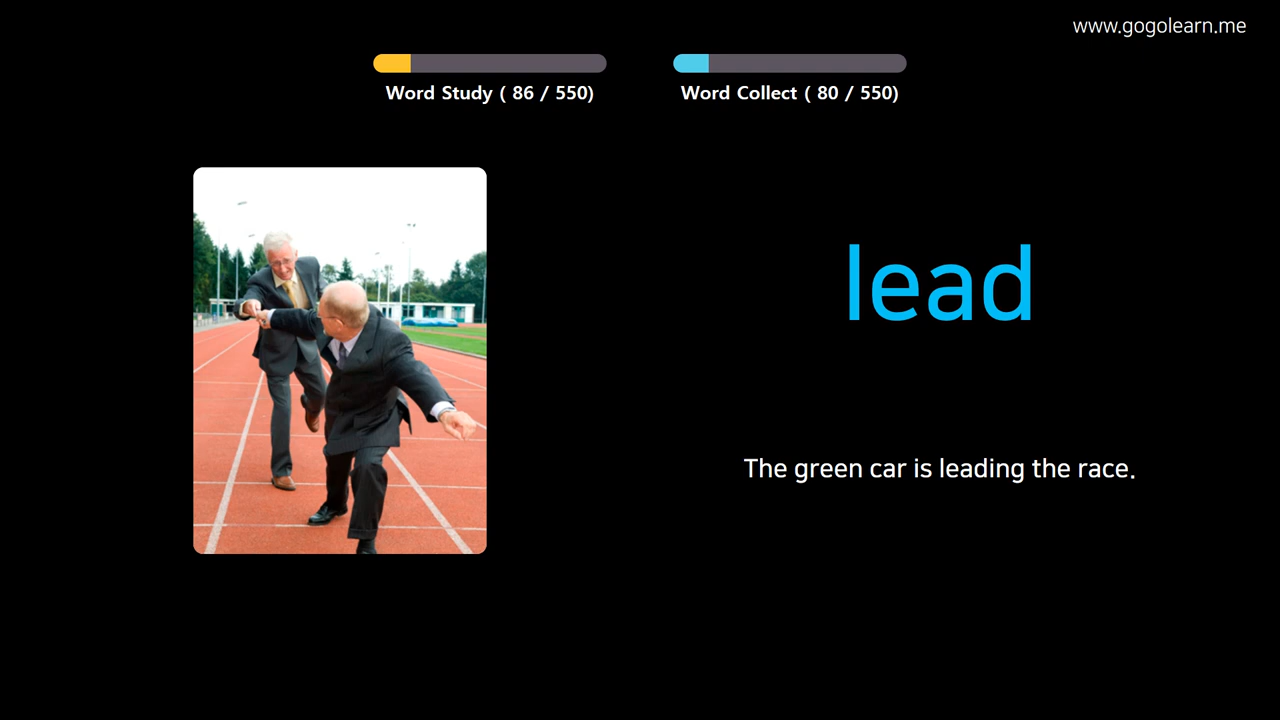 www.gogolearn.me
Word Study ( 86 / 550)
Word Collect ( 80 / 550)
lead
The green car is leading the race.